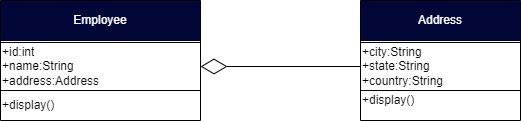 Employee
+id:int
+name:String
+address:Address
+display()
Address
+city:String
+state:String
+country:String
+display()